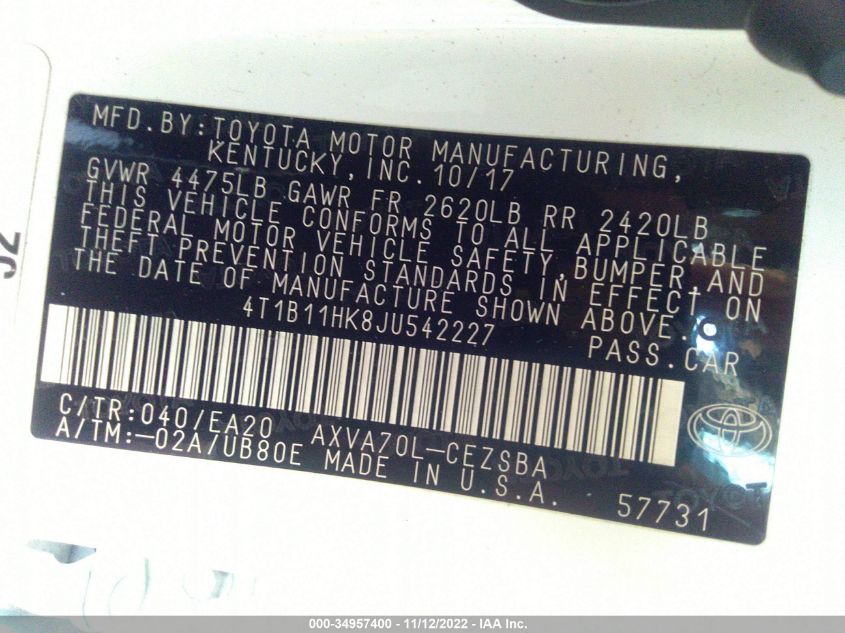 MFD.BY:TOYOTA MOTOR MANUFACTURING,
KENTUCKY,INC. 10/17
GVWR 4475LB GAWR FR 2620LB RR 2420LB
THIS VEHICLE CONFORMS TO ALL APPLICABLE
FEDERAL MOTOR VEHICLE SAFETY,BUMPER,AND
THEFT PREVENTION STANDARDS IN EFFECT ON
THE DATE OF MANUFACTURE SHOWN ABOVE.
4T1B11HK8JU542227
PASS.CAR
C/TR:040/EA20 AXVA70L-CEZSBA
A/TM:-02A/UB80E MADE IN U.S.A.
57731
000-34957400 - 11/12/2022 - IAA Inc.